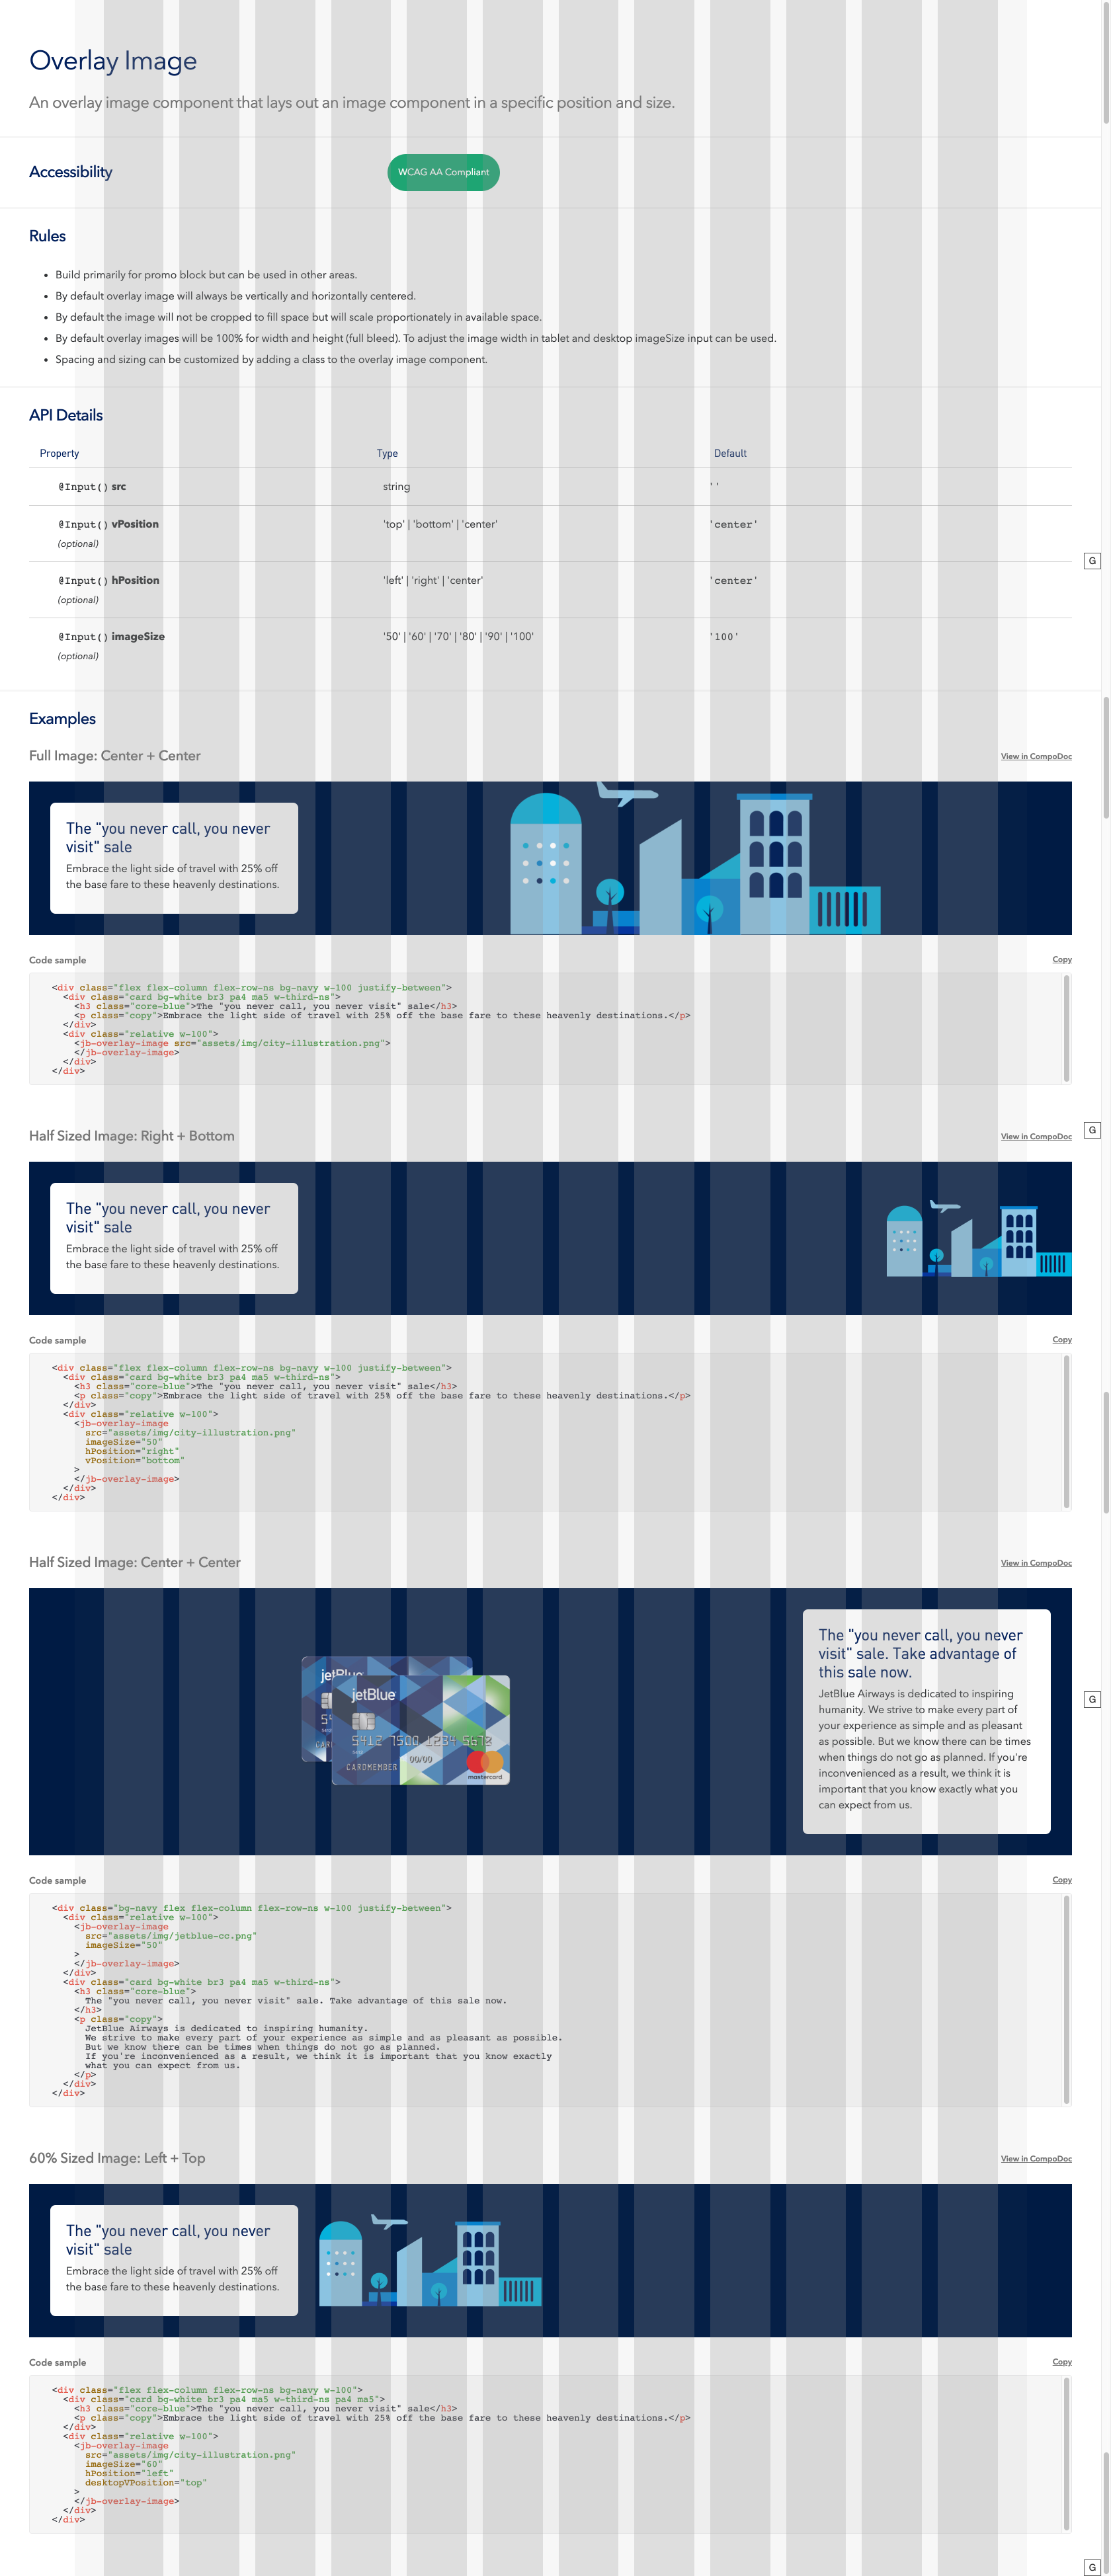 Overlay Image
An overlay image component that lays out an image component in a specific position and size.
Accessibility
WCAG AA Compliant
Rules
• Build primarily for promo block but can be used in other areas.
• By default overlay image will always be vertically and horizontally centered.
• By default the image will not be cropped to fill space but will scale proportionately in available space.
• By default overlay images will be 100% for width and height (full bleed). To adjust the image width in tablet and desktop imageSize input can be used.
• Spacing and sizing can be customized by adding a class to the overlay image component.
API Details
Property Type Default
@Input() src string ''
@Input() vPosition 'top' | 'bottom' | 'center' 'center'
(optional)
G
@Input() hPosition 'left' | 'right' | 'center' 'center'
(optional)
@Input() imageSize '50' | '60' | '70' | '80' | '90' | '100' '100'
(optional)
Examples
Full Image: Center + Center View in CompoDoc
The "you never call, you never
visit" sale
Embrace the light side of travel with 25% off
the base fare to these heavenly destinations.
Code sample Copy
<div class="flex flex-column flex-row-ns bg-navy w-100 justify-between">
<div class="card bg-white br3 pa4 ma5 w-third-ns">
<h3 class="core-blue">The "you never call, you never visit" sale</h3>
<p class="copy">Embrace the light side of travel with 25% off the base fare to these heavenly destinations.</p>
</div>
<div class="relative w-100">
<jb-overlay-image src="assets/img/city-illustration.png">
</jb-overlay-image>
</div>
</div>
G
Half Sized Image: Right + Bottom View in CompoDoc
The "you never call, you never
visit" sale
Embrace the light side of travel with 25% off
the base fare to these heavenly destinations.
Code sample Copy
<div class="flex flex-column flex-row-ns bg-navy w-100 justify-between">
<div class="card bg-white br3 pa4 ma5 w-third-ns">
<h3 class="core-blue">The "you never call, you never visit" sale</h3>
<p class="copy">Embrace the light side of travel with 25% off the base fare to these heavenly destinations.</p>
</div>
<div class="relative w-100">
<jb-overlay-image
src="assets/img/city-illustration.png"
imageSize="50"
hPosition="right"
vPosition="bottom"
>
</jb-overlay-image>
</div>
</div>
Half Sized Image: Center + Center View in CompoDoc
jetBlue
jetBlue
5412 7500 1234 5678
00/00
CARDMEMBER
mastercard
The "you never call, you never
visit" sale. Take advantage of
this sale now.
JetBlue Airways is dedicated to inspiring
humanity. We strive to make every part of
your experience as simple and as pleasant
as possible. But we know there can be times
when things do not go as planned. If you're
inconvenienced as a result, we think it is
important that you know exactly what you
can expect from us.
G
Code sample Copy
<div class="bg-navy flex flex-column flex-row-ns w-100 justify-between">
<div class="relative w-100">
<jb-overlay-image
src="assets/img/jetblue-cc.png"
imageSize="50"
>
</jb-overlay-image>
</div>
<div class="card bg-white br3 pa4 ma5 w-third-ns">
<h3 class="core-blue">
The "you never call, you never visit" sale. Take advantage of this sale now.
</h3>
<p class="copy">
JetBlue Airways is dedicated to inspiring humanity.
We strive to make every part of your experience as simple and as pleasant as possible.
But we know there can be times when things do not go as planned.
If you're inconvenienced as a result, we think it is important that you know exactly
what you can expect from us.
</p>
</div>
</div>
60% Sized Image: Left + Top View in CompoDoc
The "you never call, you never
visit" sale
Embrace the light side of travel with 25% off
the base fare to these heavenly destinations.
Code sample Copy
<div class="flex flex-column flex-row-ns bg-navy w-100">
<div class="card bg-white br3 pa4 ma5 w-third-ns pa4 ma5">
<h3 class="core-blue">The "you never call, you never visit" sale</h3>
<p class="copy">Embrace the light side of travel with 25% off the base fare to these heavenly destinations.</p>
</div>
<div class="relative w-100">
<jb-overlay-image
src="assets/img/city-illustration.png"
imageSize="60"
hPosition="left"
desktopVPosition="top"
>
</jb-overlay-image>
</div>
</div>
G